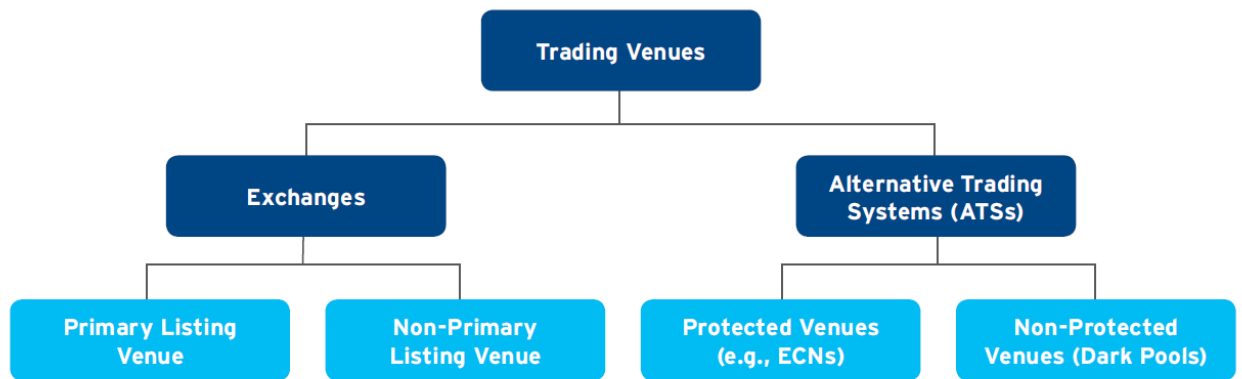 Trading Venues
Exchanges
Alternative Trading
Systems (ATSs)
Primary Listing
Venue
Non-Primary
Listing Venue
Protected Venues
(e.g., ECNs)
Non-Protected
Venues (Dark Pools)